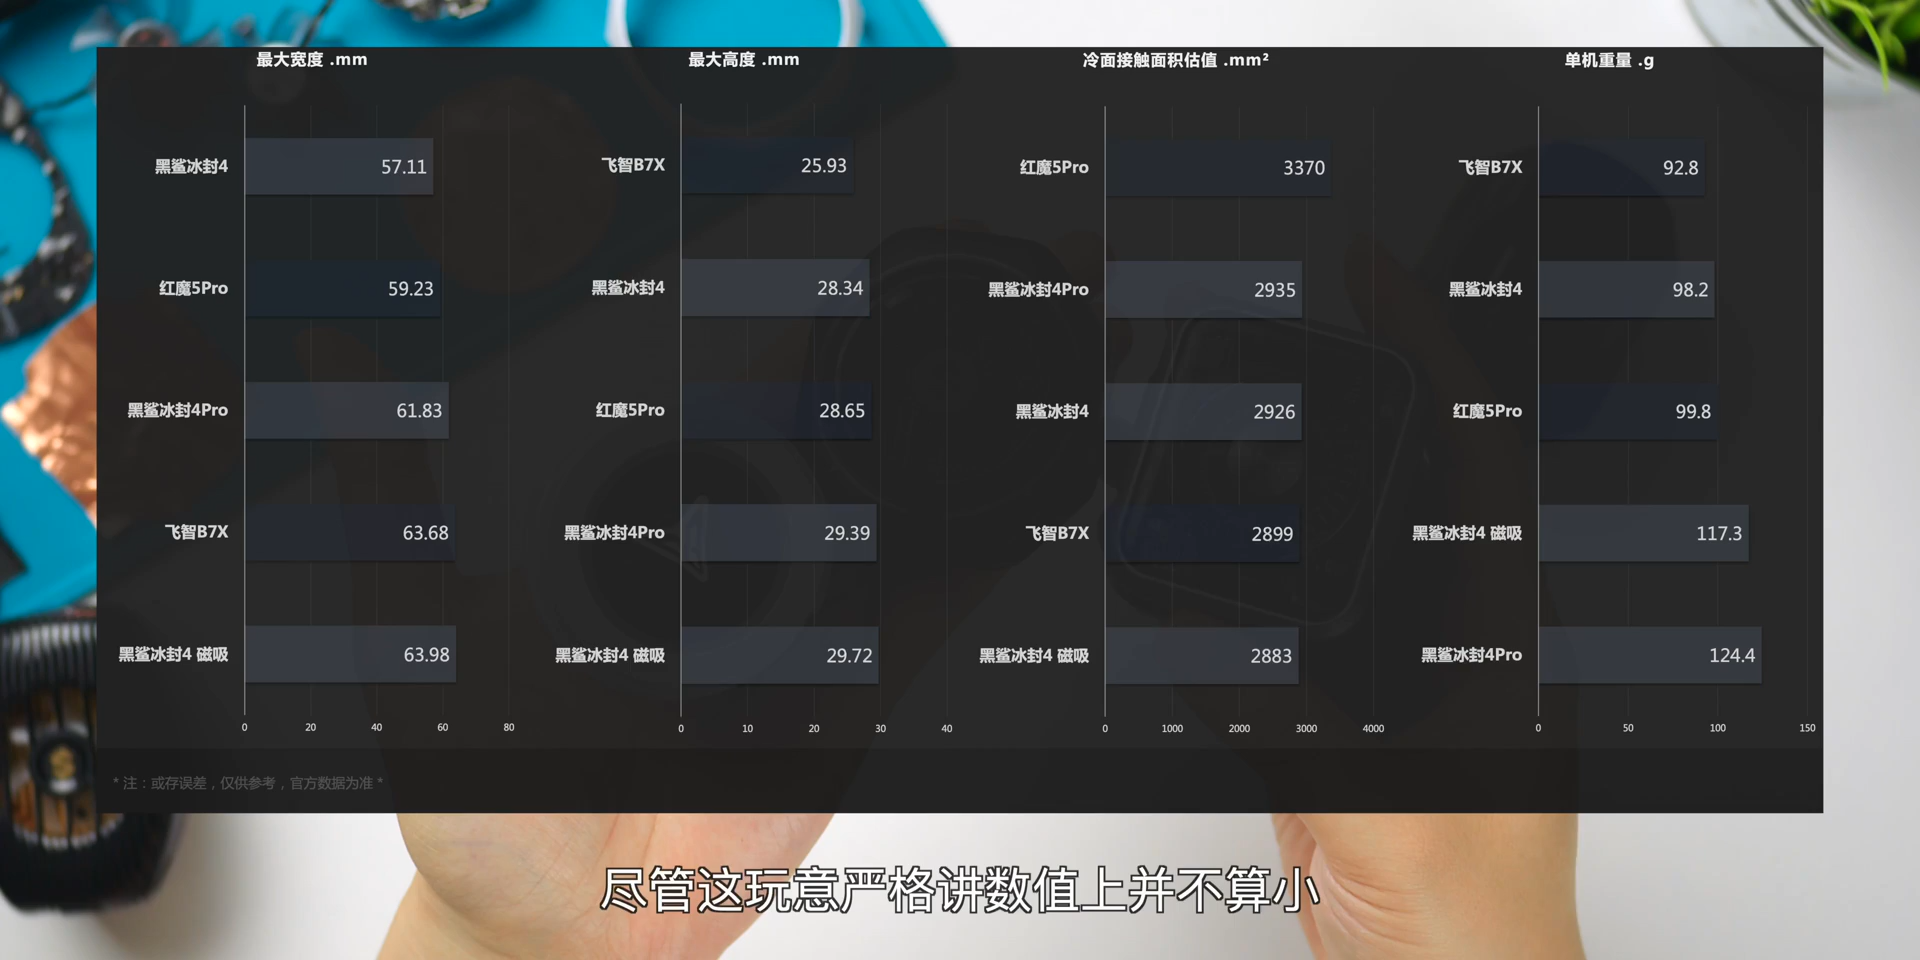 最大宽度 .mm
黑鲨冰封4 57.11
红魔5Pro 59.23
黑鲨冰封4Pro 61.83
飞智B7X 63.68
黑鲨冰封4 磁吸 63.98
0 20 40 60 80
最大高度 .mm
飞智B7X 25.93
黑鲨冰封4 28.34
红魔5Pro 28.65
黑鲨冰封4Pro 29.39
黑鲨冰封4 磁吸 29.72
0 10 20 30 40
冷面接触面积估值 .mm²
红魔5Pro 3370
黑鲨冰封4Pro 2935
黑鲨冰封4 2926
飞智B7X 2899
黑鲨冰封4 磁吸 2883
0 1000 2000 3000 4000
单机重量 .g
飞智B7X 92.8
黑鲨冰封4 98.2
红魔5Pro 99.8
黑鲨冰封4 磁吸 117.3
黑鲨冰封4Pro 124.4
0 50 100 150
* 注：或存误差，仅供参考，官方数据为准 *
尽管这玩意严格讲数值上并不算小